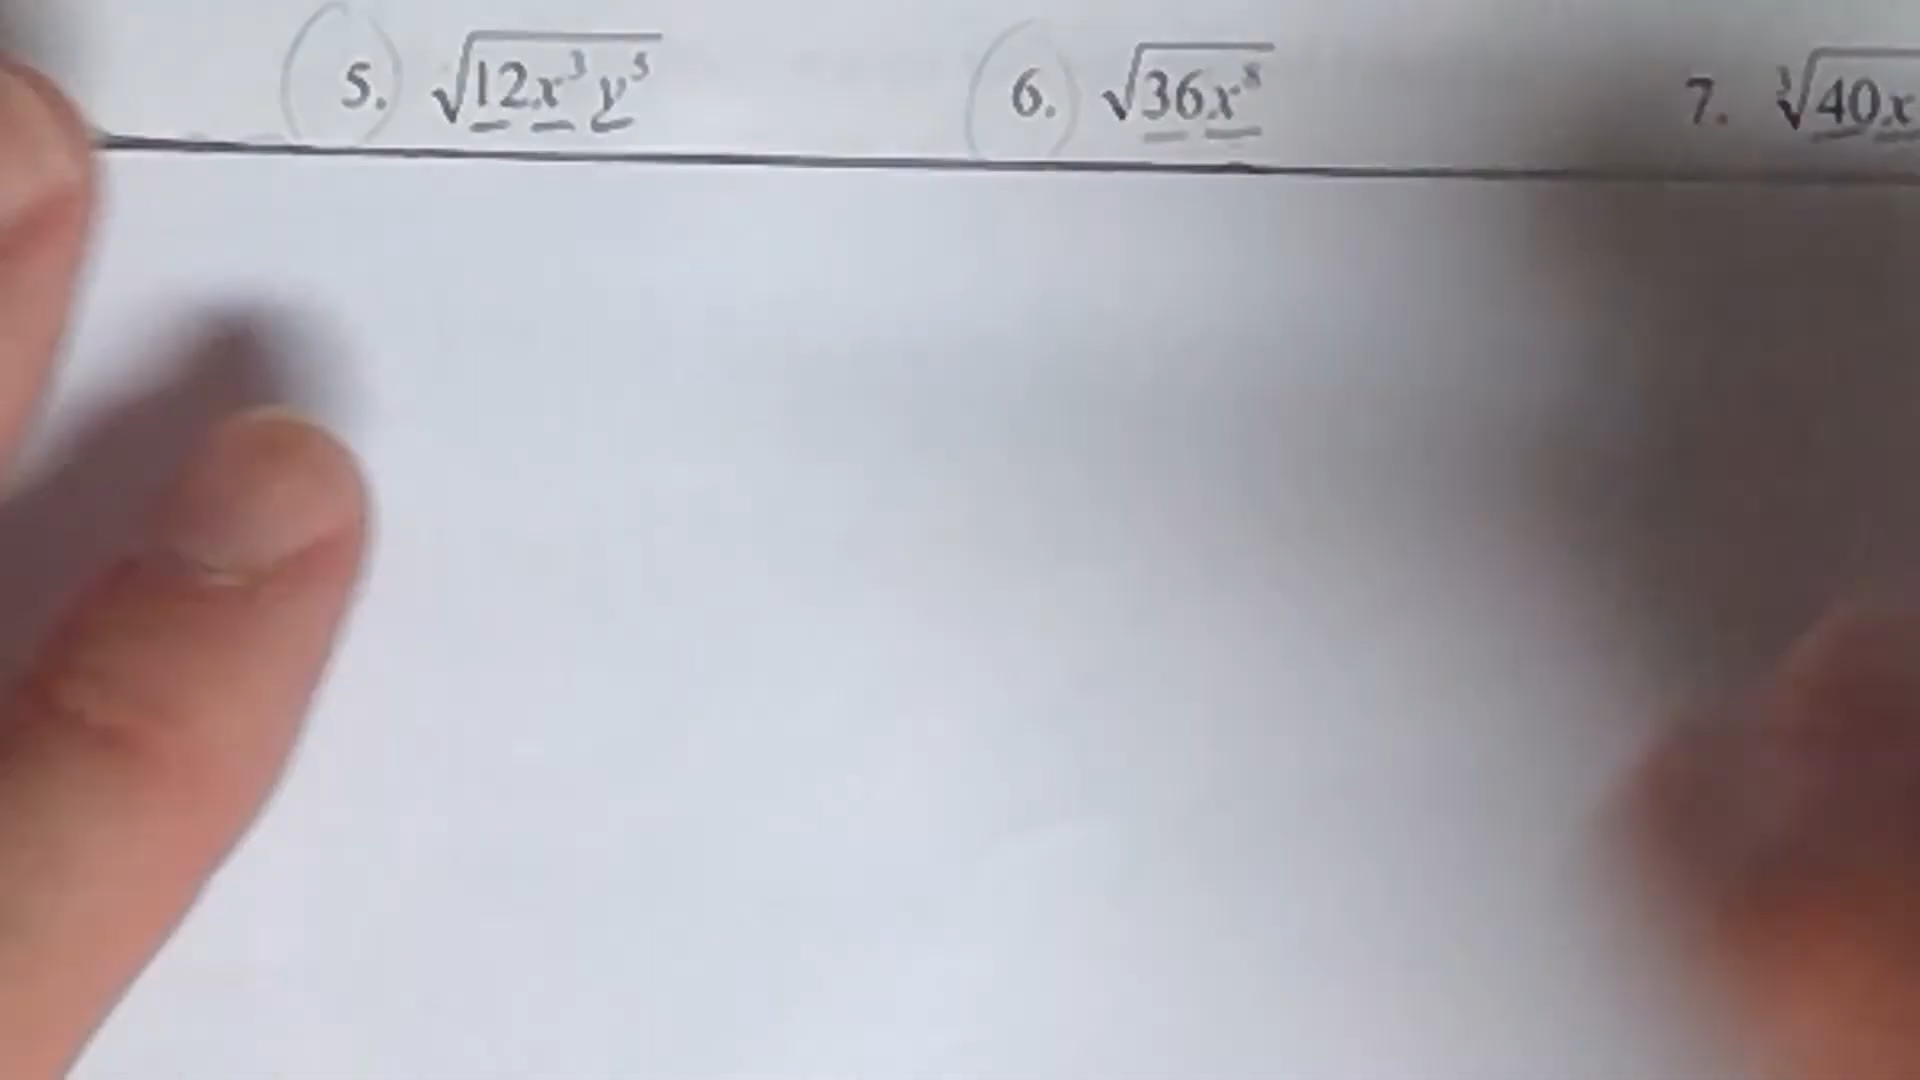 5. √12x³y⁵ 6. √36x⁸ 7. ∛40x